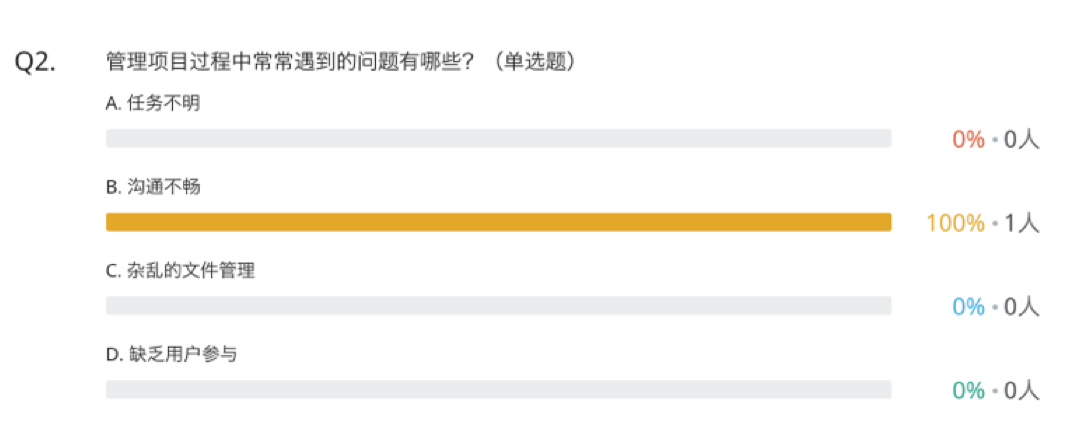 Q2. 管理项目过程中常常遇到的问题有哪些？（单选题）
A. 任务不明
0% • 0人
B. 沟通不畅
100% • 1人
C. 杂乱的文件管理
0% • 0人
D. 缺乏用户参与
0% • 0人